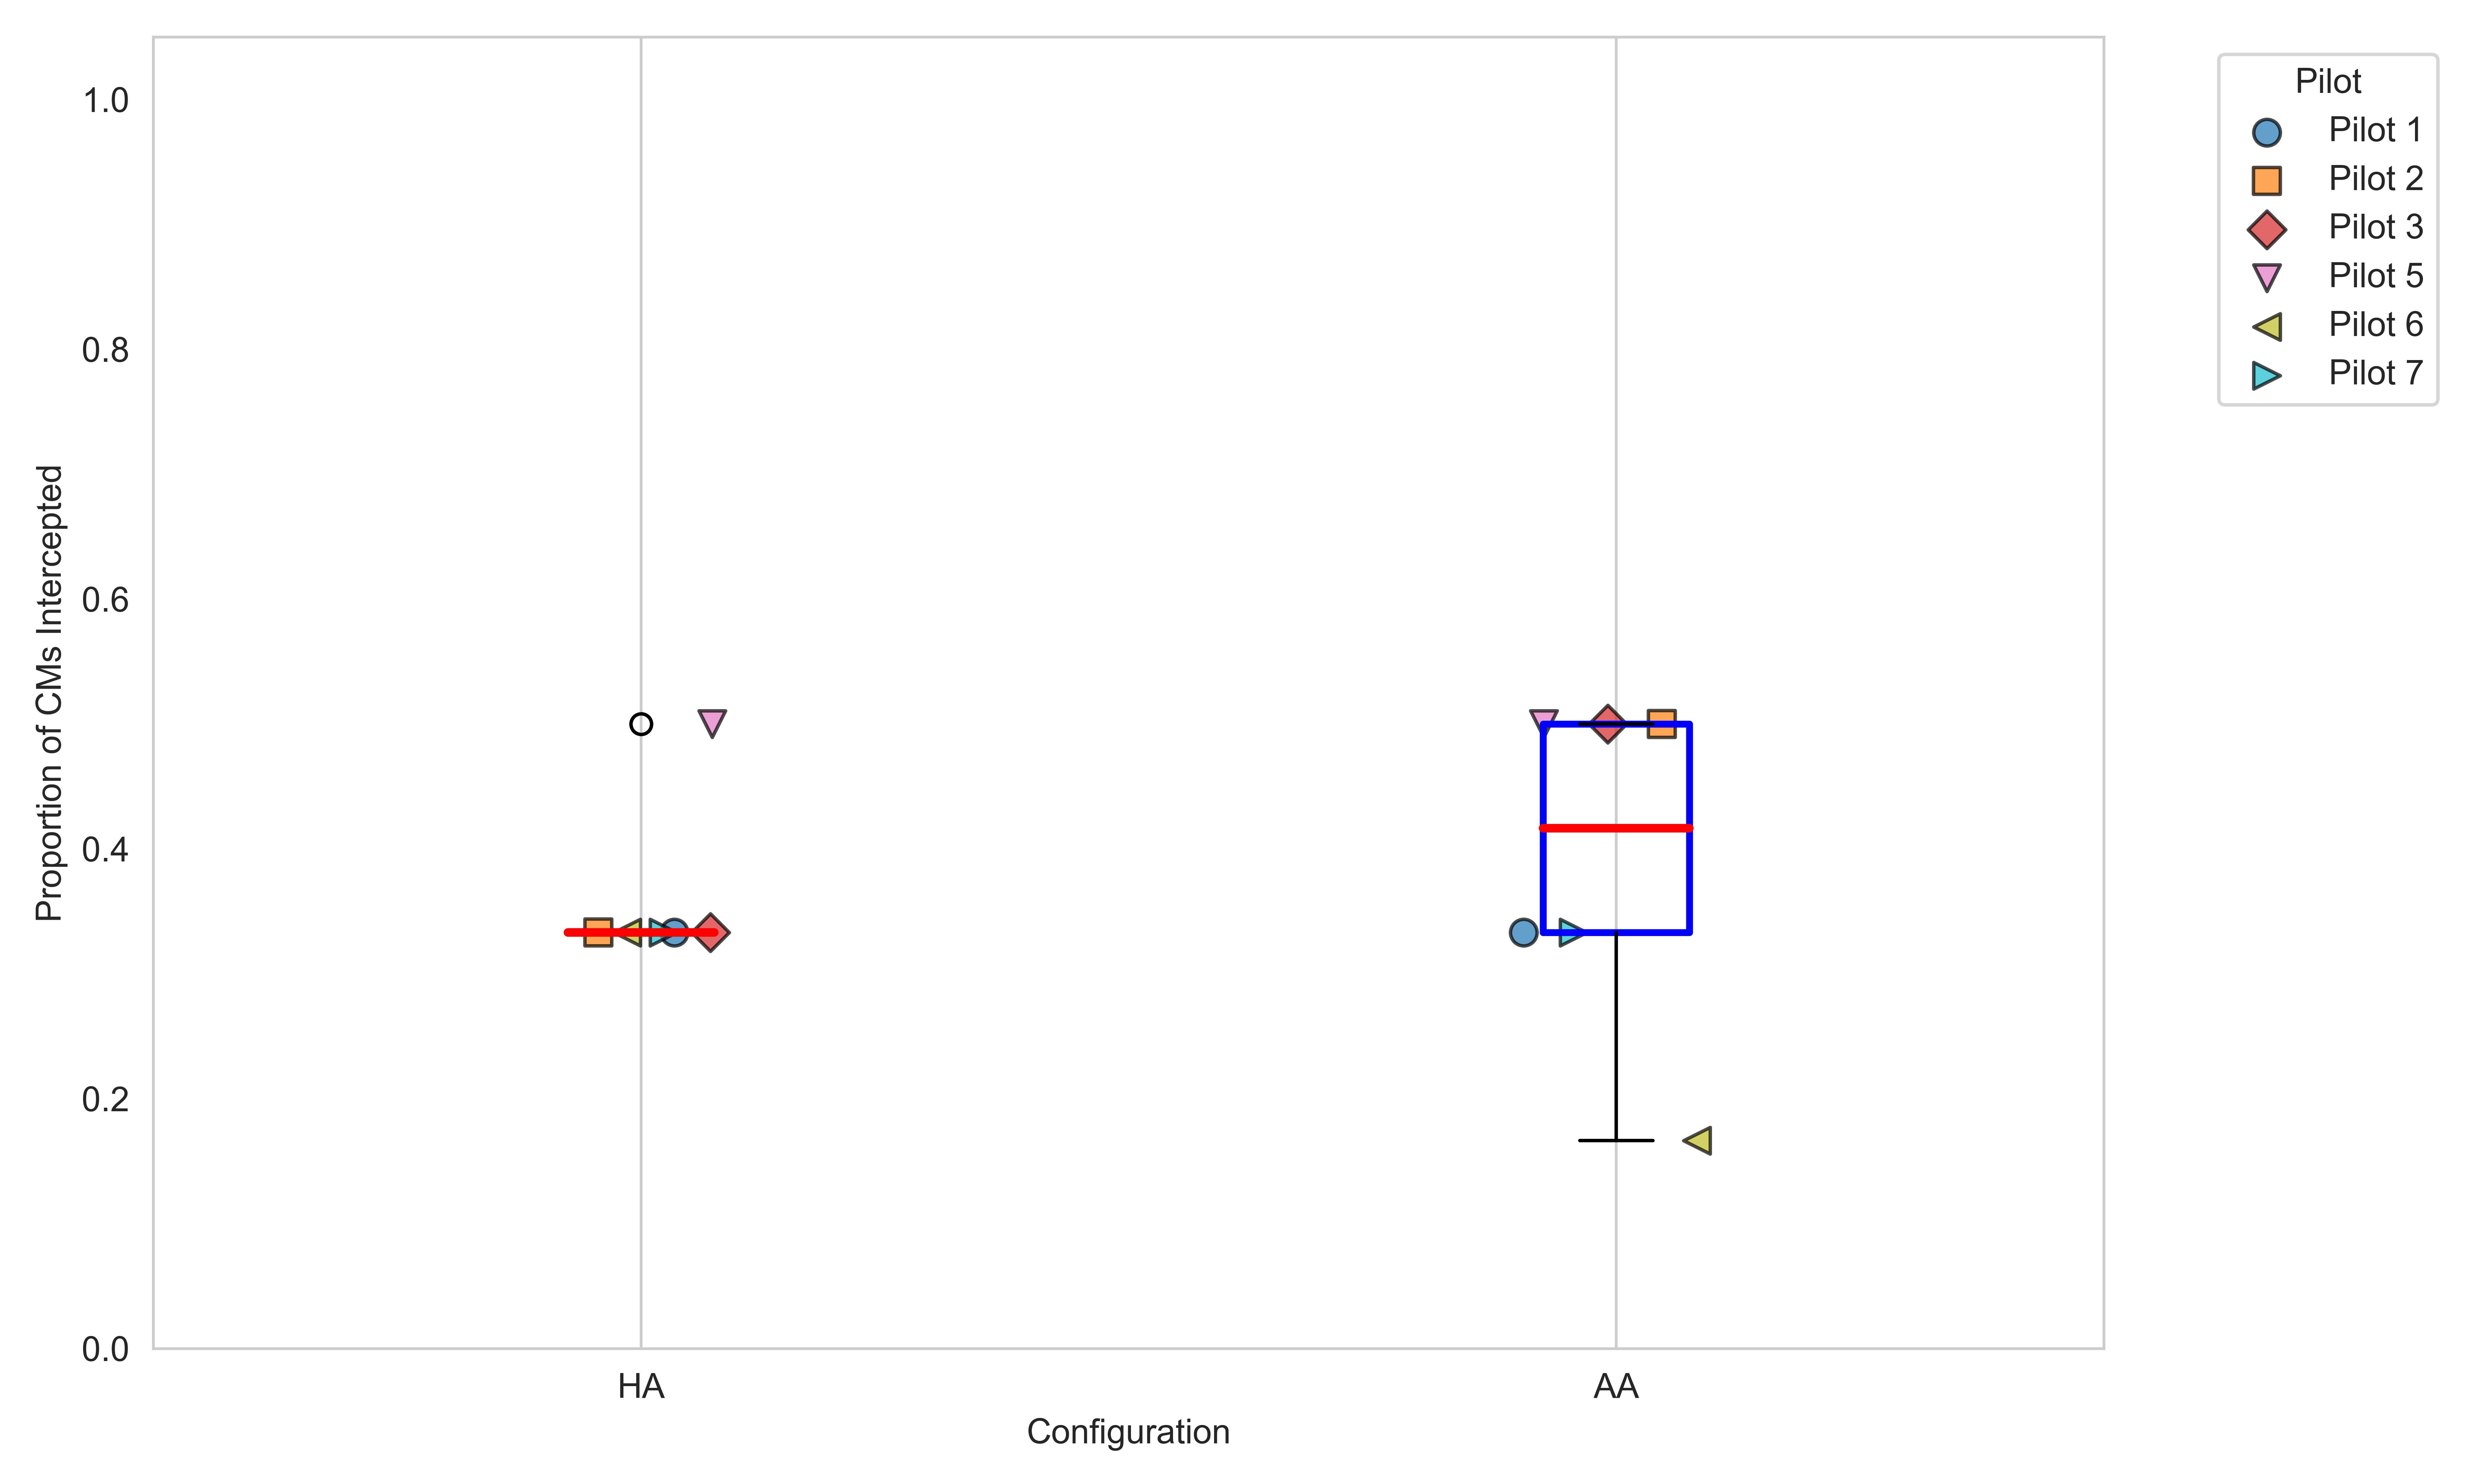 Pilot
Pilot 1
Pilot 2
Pilot 3
Pilot 5
Pilot 6
Pilot 7
Proportion of CMs Intercepted
1.0
0.8
0.6
0.4
0.2
0.0
HA
AA
Configuration